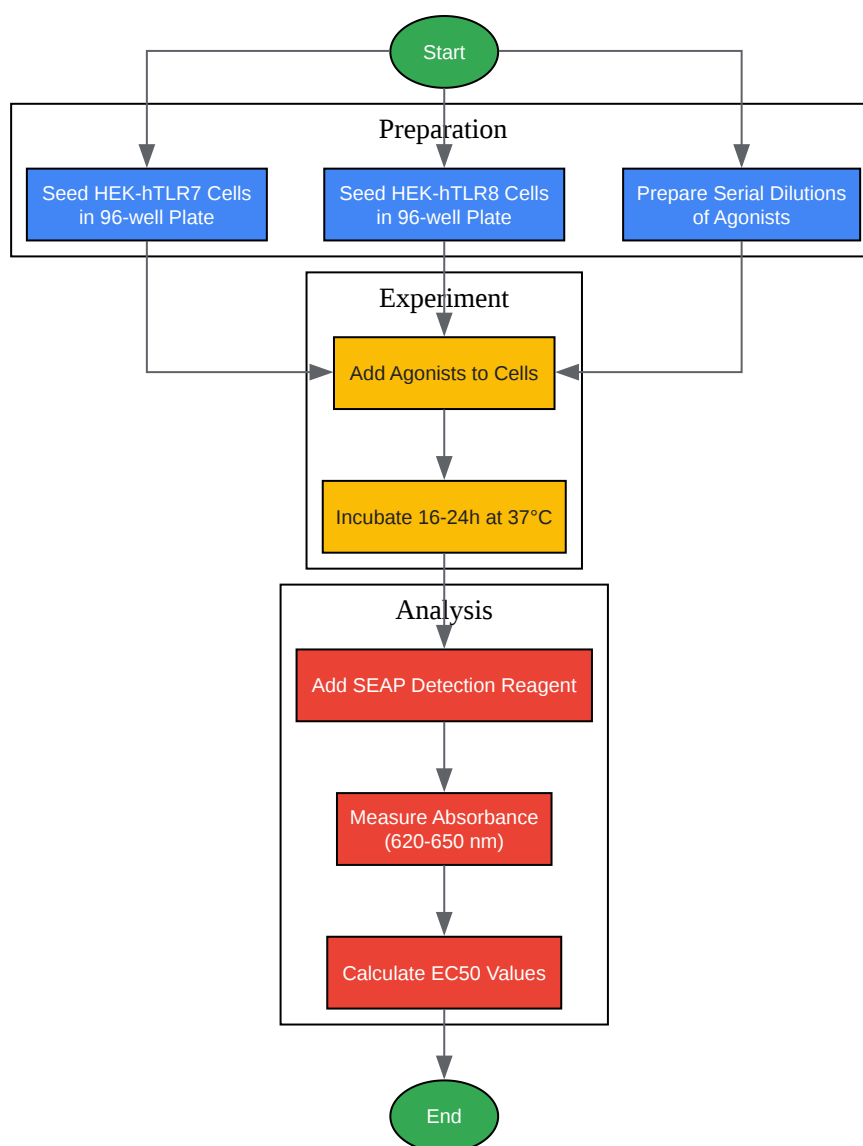 Start
Preparation
Seed HEK-hTLR7 Cells
in 96-well Plate
Seed HEK-hTLR8 Cells
in 96-well Plate
Prepare Serial Dilutions
of Agonists
Experiment
Add Agonists to Cells
Incubate 16-24h at 37°C
Analysis
Add SEAP Detection Reagent
Measure Absorbance
(620-650 nm)
Calculate EC50 Values
End